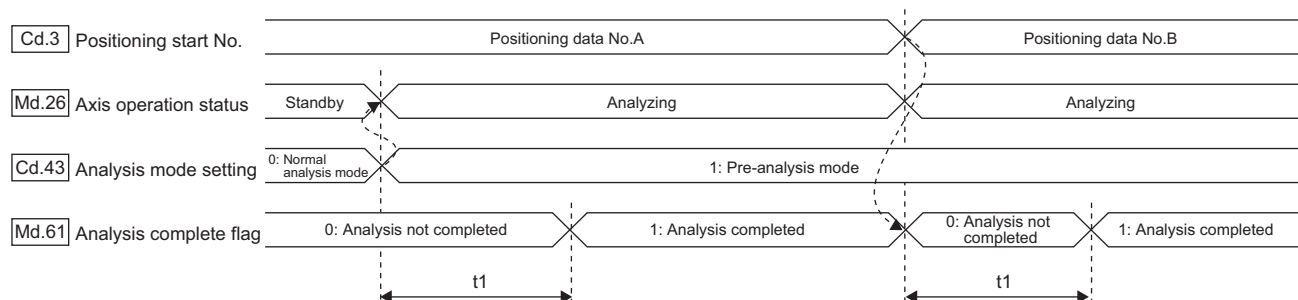 Cd.3 Positioning start No. Positioning data No.A Positioning data No.B
Md.26 Axis operation status Standby Analyzing Analyzing
Cd.43 Analysis mode setting 0: Normal analysis mode 1: Pre-analysis mode
Md.61 Analysis complete flag 0: Analysis not completed 1: Analysis completed 0: Analysis not completed 1: Analysis completed
t1 t1